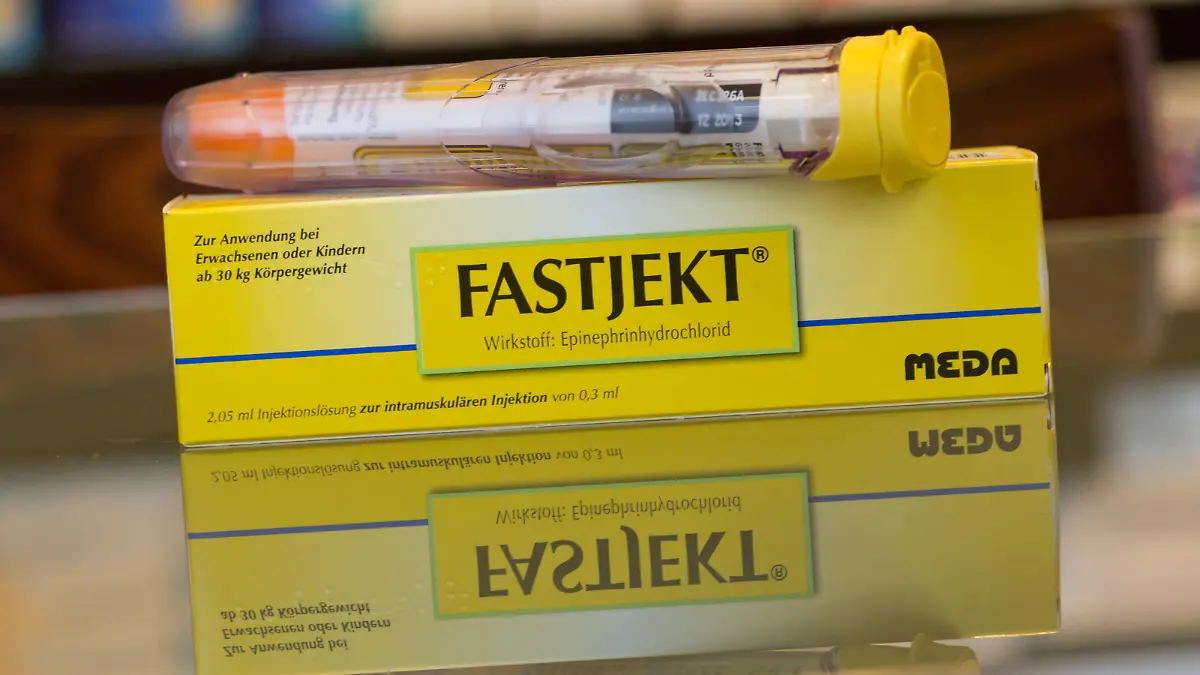 12 2013
Zur Anwendung bei
Erwachsenen oder Kindern
ab 30 kg Körpergewicht
FASTJEKT®
Wirkstoff: Epinephrinhydrochlorid
MEDA
2,05 ml Injektionslösung zur intramuskulären Injektion von 0,3 ml